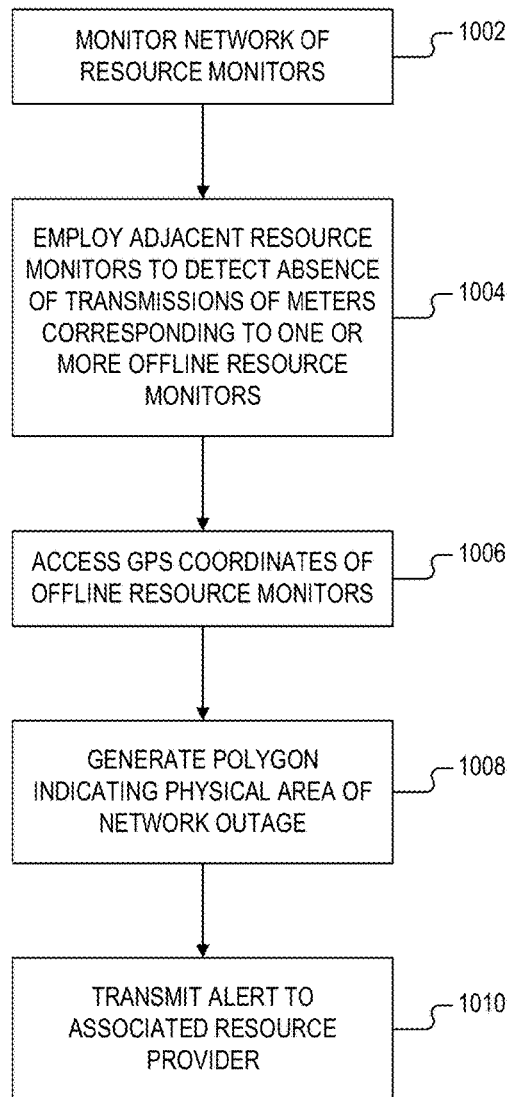 MONITOR NETWORK OF
RESOURCE MONITORS
1002
EMPLOY ADJACENT RESOURCE
MONITORS TO DETECT ABSENCE
OF TRANSMISSIONS OF METERS
CORRESPONDING TO ONE OR
MORE OFFLINE RESOURCE
MONITORS
1004
ACCESS GPS COORDINATES OF
OFFLINE RESOURCE MONITORS
1006
GENERATE POLYGON
INDICATING PHYSICAL AREA OF
NETWORK OUTAGE
1008
TRANSMIT ALERT TO
ASSOCIATED RESOURCE
PROVIDER
1010